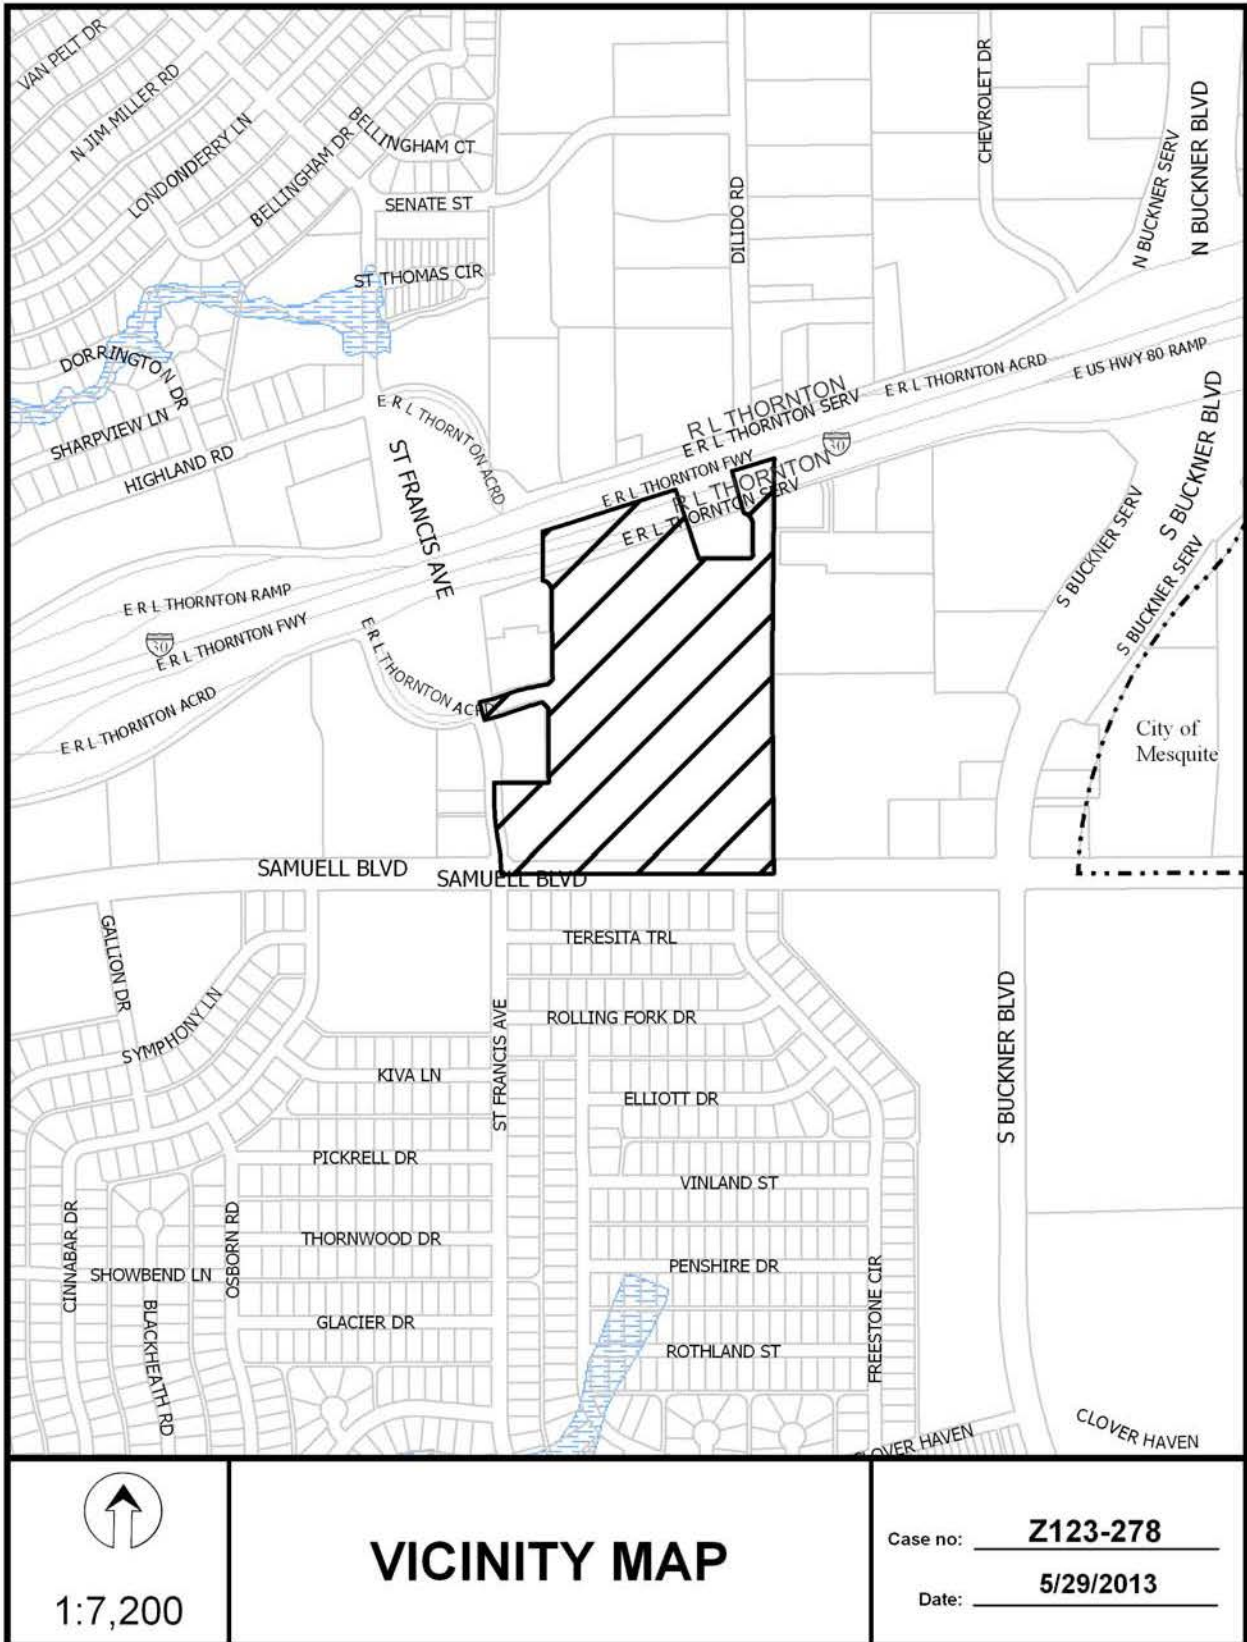 VAN PELT DR
N JIM MILLER RD
LONDONDERRY LN
BELLINGHAM DR
BELLINGHAM CT
SENATE ST
ST THOMAS CIR
DILIDO RD
CHEVROLET DR
N BUCKNER SERV
N BUCKNER BLVD
DORRINGTON DR
SHARPVIEW LN
HIGHLAND RD
E R L THORNTON ACRD
ST FRANCIS AVE
R L THORNTON
E R L THORNTON SERV
E R L THORNTON ACRD
E US HWY 80 RAMP
30
E R L THORNTON FWY
R L THORNTON
E R L THORNTON SERV
S BUCKNER BLVD
S BUCKNER SERV
S BUCKNER SERV
E R L THORNTON RAMP
30
E R L THORNTON FWY
E R L THORNTON ACRD
E R L THORNTON ACRD
City of
Mesquite
SAMUELL BLVD
SAMUELL BLVD
GALLION DR
SYMPHONY LN
TERESITA TRL
ROLLING FORK DR
ST FRANCIS AVE
KIVA LN
ELLIOTT DR
S BUCKNER BLVD
PICKRELL DR
VINLAND ST
CINNABAR DR
OSBORN RD
THORNWOOD DR
SHOWBEND LN
PENSHIRE DR
FREESTONE CIR
BLACKHEATH RD
GLACIER DR
ROTHLAND ST
CLOVER HAVEN
CLOVER HAVEN
1:7,200
VICINITY MAP
Case no: Z123-278
Date: 5/29/2013